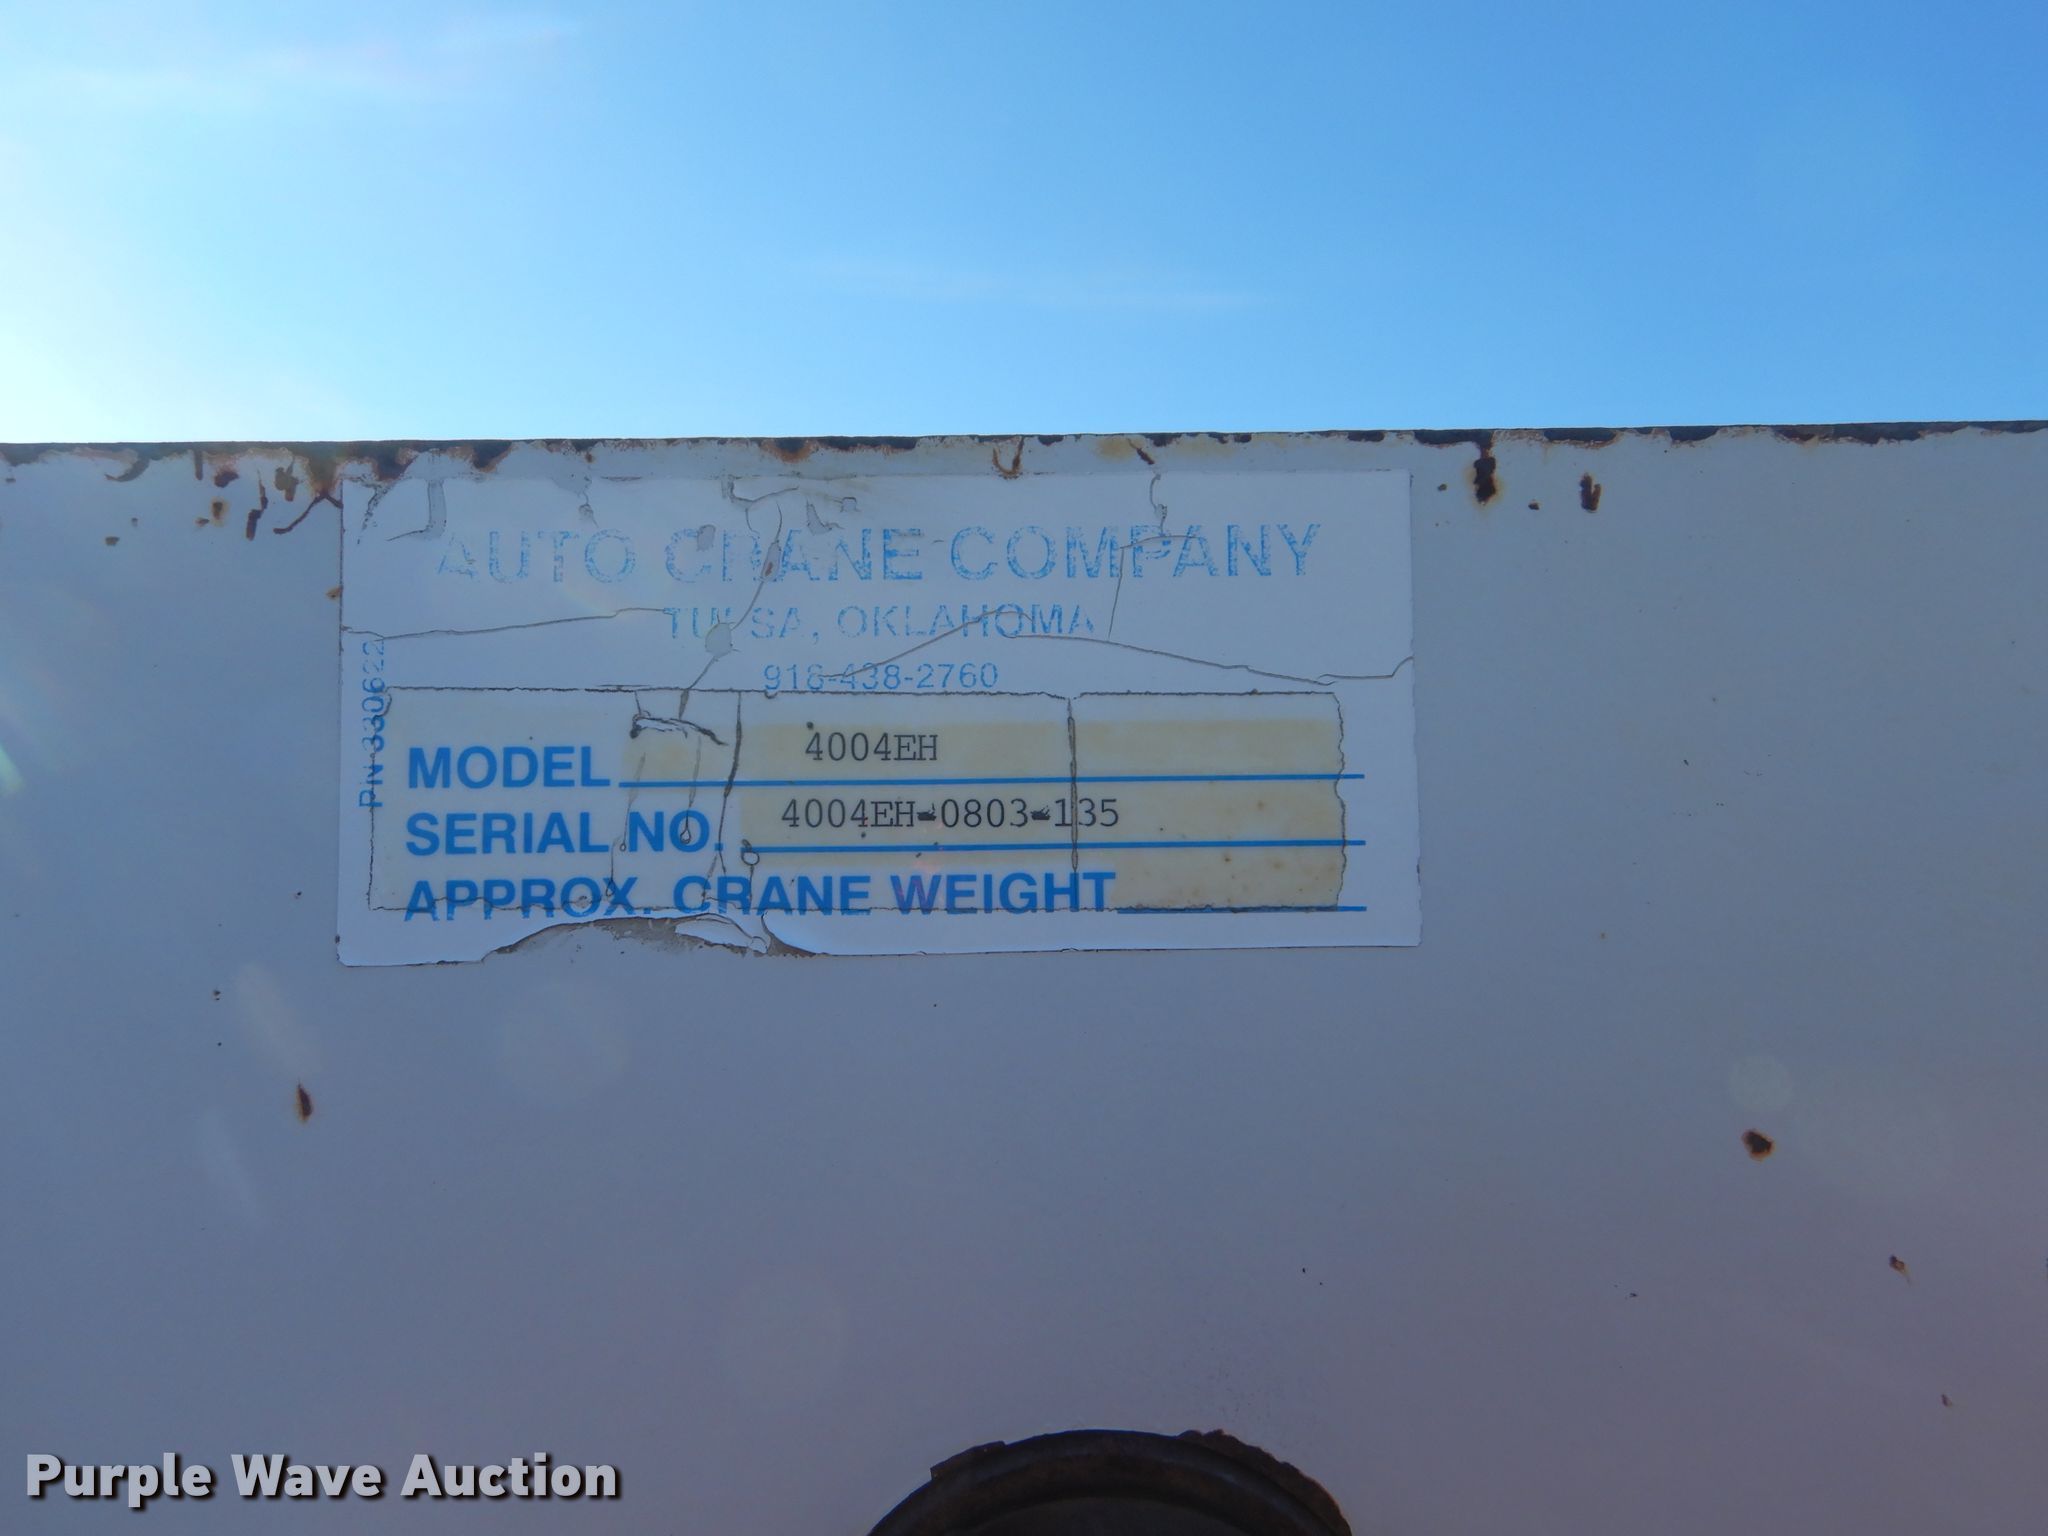 AUTO CRANE COMPANY
TULSA, OKLAHOMA
918-438-2760
PN 330622
MODEL 4004EH
SERIAL NO. 4004EH-0803-135
APPROX. CRANE WEIGHT
Purple Wave Auction